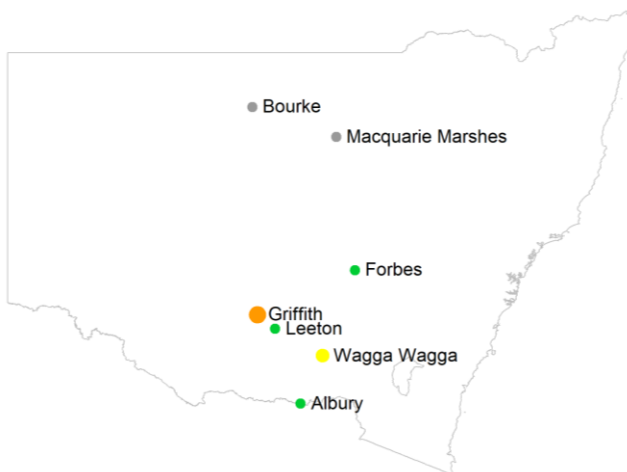 Bourke
Macquarie Marshes
Forbes
Griffith
Leeton
Wagga Wagga
Albury